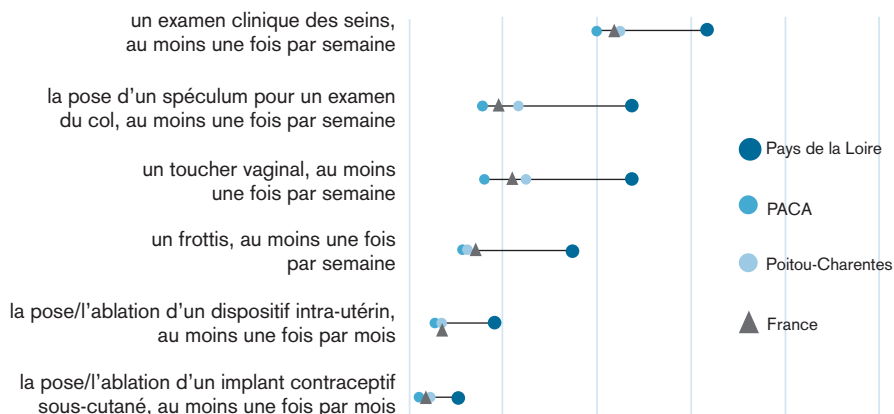 un examen clinique des seins,
au moins une fois par semaine
la pose d'un spéculum pour un examen
du col, au moins une fois par semaine
un toucher vaginal, au moins
une fois par semaine
un frottis, au moins une fois
par semaine
la pose/l'ablation d'un dispositif intra-utérin,
au moins une fois par mois
la pose/l'ablation d'un implant contraceptif
sous-cutané, au moins une fois par mois
Pays de la Loire
PACA
Poitou-Charentes
France